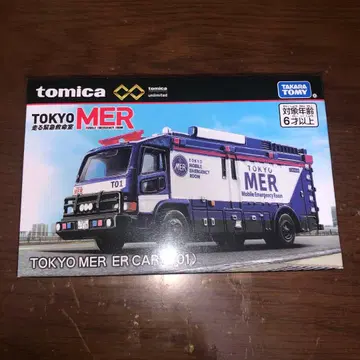 tomica
tomica
unlimited
TAKARA
TOMY
対象年齢
6才以上
TOKYO MER
走る緊急救命室
T01
TOKYO
MOBILE
EMERGENCY
ROOM
TOKYO
MER
Mobile Emergency Room
TOKYO MER ER CAR (T01)